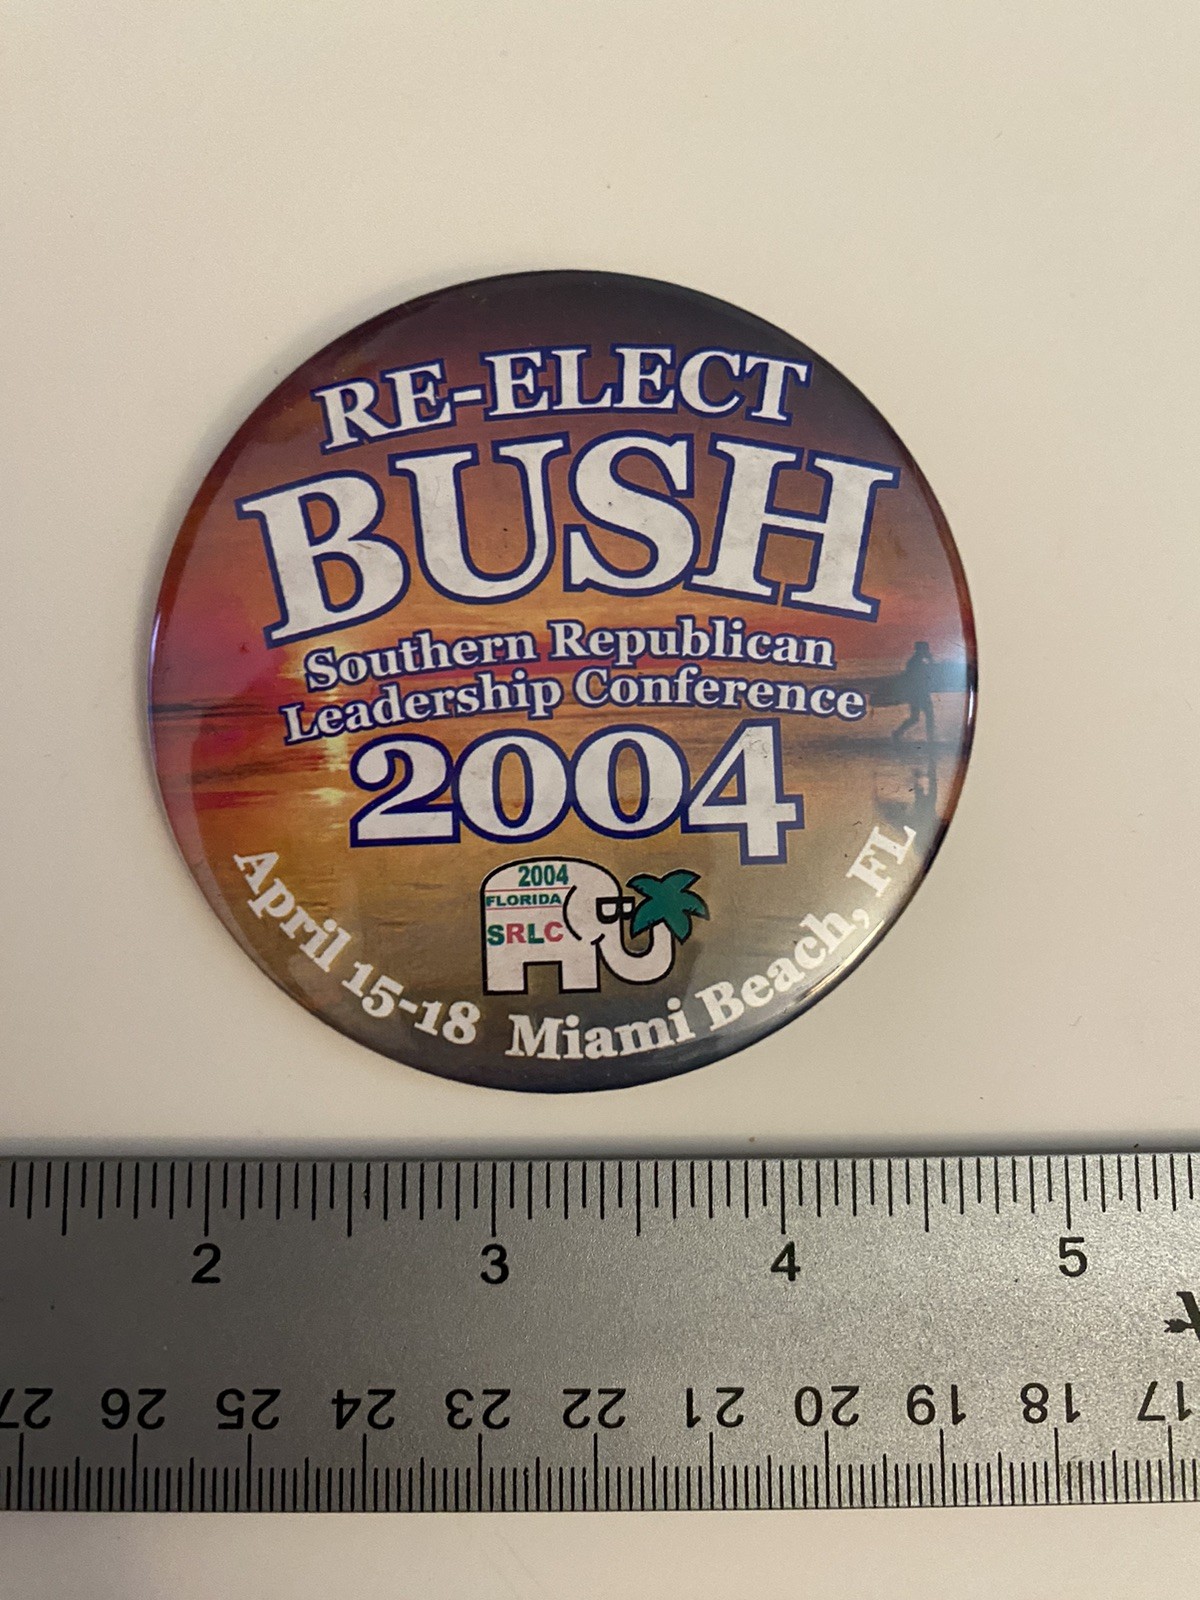 RE-ELECT
BUSH
Southern Republican
Leadership Conference
2004
2004
FLORIDA
SRLC
April 15-18 Miami Beach, FL
2 3 4 5
27 26 25 24 23 22 21 20 19 18 17